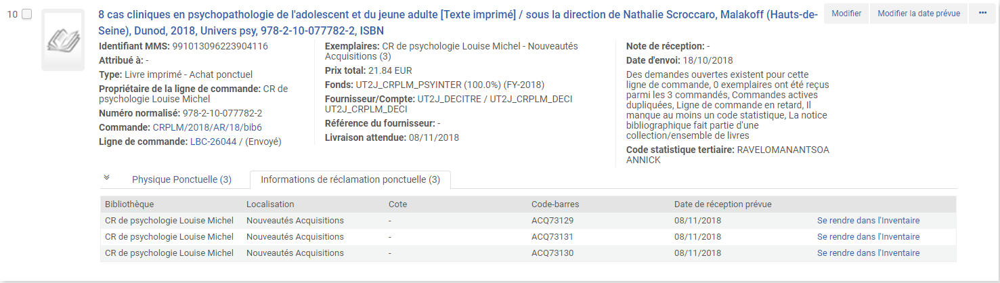 10
8 cas cliniques en psychopathologie de l'adolescent et du jeune adulte [Texte imprimé] / sous la direction de Nathalie Scroccaro, Malakoff (Hauts-de-
Seine), Dunod, 2018, Univers psy, 978-2-10-077782-2, ISBN
Modifier
Modifier la date prévue
•••
Identifiant MMS: 991013096223904116
Attribué à: -
Type: Livre imprimé - Achat ponctuel
Propriétaire de la ligne de commande: CR de
psychologie Louise Michel
Numéro normalisé: 978-2-10-077782-2
Commande: CRPLM/2018/AR/18/bib6
Ligne de commande: LBC-26044 / (Envoyé)
Exemplaires: CR de psychologie Louise Michel - Nouveautés
Acquisitions (3)
Prix total: 21.84 EUR
Fonds: UT2J_CRPLM_PSYINTER (100.0%) (FY-2018)
Fournisseur/Compte: UT2J_DECITRE / UT2J_CRPLM_DECI
UT2J_CRPLM_DECI
Référence du fournisseur: -
Livraison attendue: 08/11/2018
Note de réception: -
Date d'envoi: 18/10/2018
Des demandes ouvertes existent pour cette
ligne de commande, 0 exemplaires ont été reçus
parmi les 3 commandés, Commandes actives
dupliquées, Ligne de commande en retard, Il
manque au moins un code statistique, La notice
bibliographique fait partie d'une
collection/ensemble de livres
Code statistique tertiaire: RAVELOMANANTSOA
ANNICK
Physique Ponctuelle (3) Informations de réclamation ponctuelle (3)
Bibliothèque Localisation Cote Code-barres Date de réception prévue
CR de psychologie Louise Michel Nouveautés Acquisitions - ACQ73129 08/11/2018 Se rendre dans l'Inventaire
CR de psychologie Louise Michel Nouveautés Acquisitions - ACQ73131 08/11/2018 Se rendre dans l'Inventaire
CR de psychologie Louise Michel Nouveautés Acquisitions - ACQ73130 08/11/2018 Se rendre dans l'Inventaire